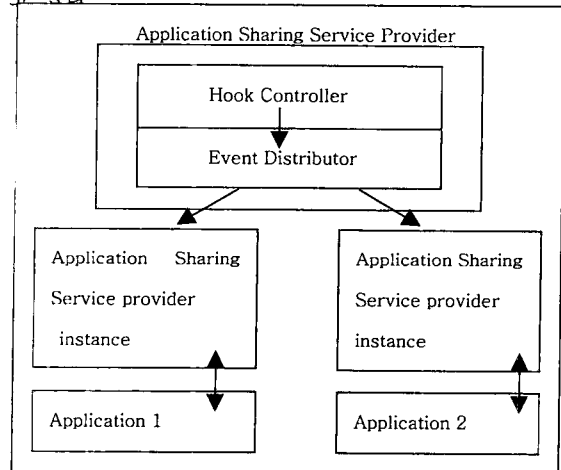 Application Sharing Service Provider
Hook Controller
Event Distributor
Application Sharing
Service provider
instance
Application Sharing
Service provider
instance
Application 1
Application 2